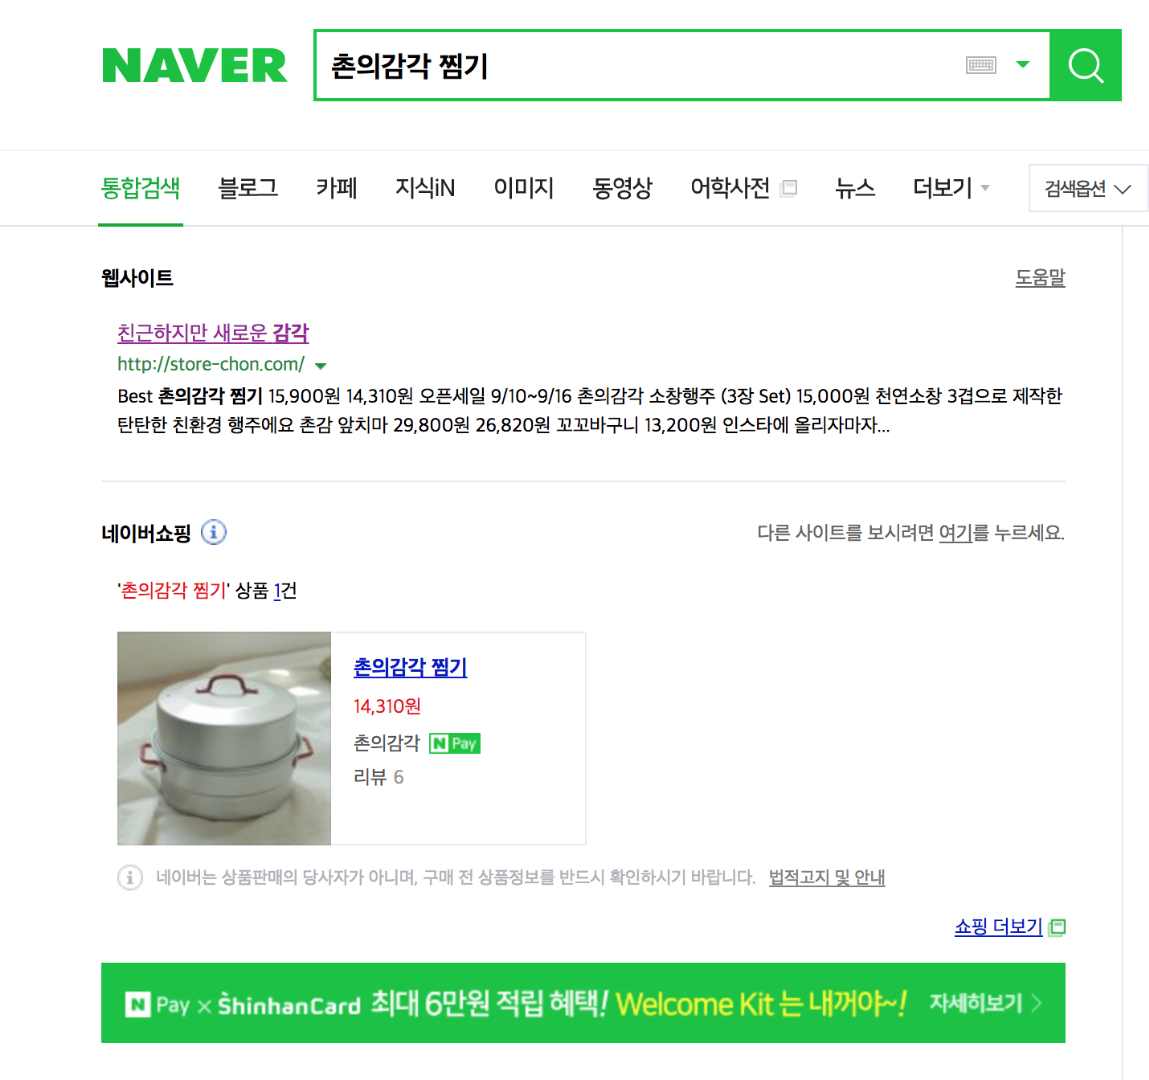 NAVER
촌의감각 찜기
통합검색 블로그 카페 지식iN 이미지 동영상 어학사전 뉴스 더보기 검색옵션
웹사이트 도움말
친근하지만 새로운 감각
http://store-chon.com/
Best 촌의감각 찜기 15,900원 14,310원 오픈세일 9/10~9/16 촌의감각 소창행주 (3장 Set) 15,000원 천연소창 3겹으로 제작한
탄탄한 친환경 행주에요 촌감 앞치마 29,800원 26,820원 꼬꼬바구니 13,200원 인스타에 올리자마자...
네이버쇼핑 다른 사이트를 보시려면 여기를 누르세요.
'촌의감각 찜기' 상품 1건
촌의감각 찜기
14,310원
촌의감각 N Pay
리뷰 6
네이버는 상품판매의 당사자가 아니며, 구매 전 상품정보를 반드시 확인하시기 바랍니다. 법적고지 및 안내
쇼핑 더보기
N Pay × ShinhanCard 최대 6만원 적립 혜택! Welcome Kit 는 내꺼야~! 자세히보기 >